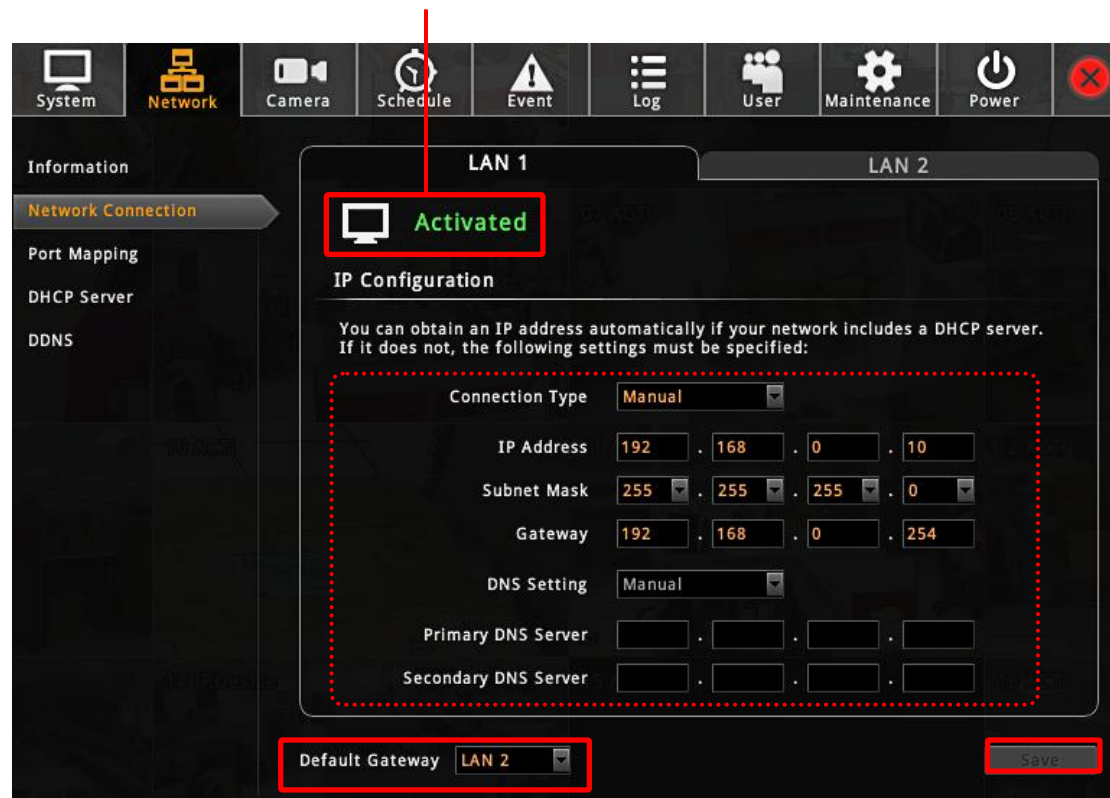 System Network Camera Schedule Event Log User Maintenance Power
LAN 1 LAN 2
Information
Network Connection
Port Mapping
DHCP Server
DDNS
Activated
IP Configuration
You can obtain an IP address automatically if your network includes a DHCP server.
If it does not, the following settings must be specified:
Connection Type Manual
IP Address 192 . 168 . 0 . 10
Subnet Mask 255 . 255 . 255 . 0
Gateway 192 . 168 . 0 . 254
DNS Setting Manual
Primary DNS Server . . .
Secondary DNS Server . . .
Default Gateway LAN 2 Save